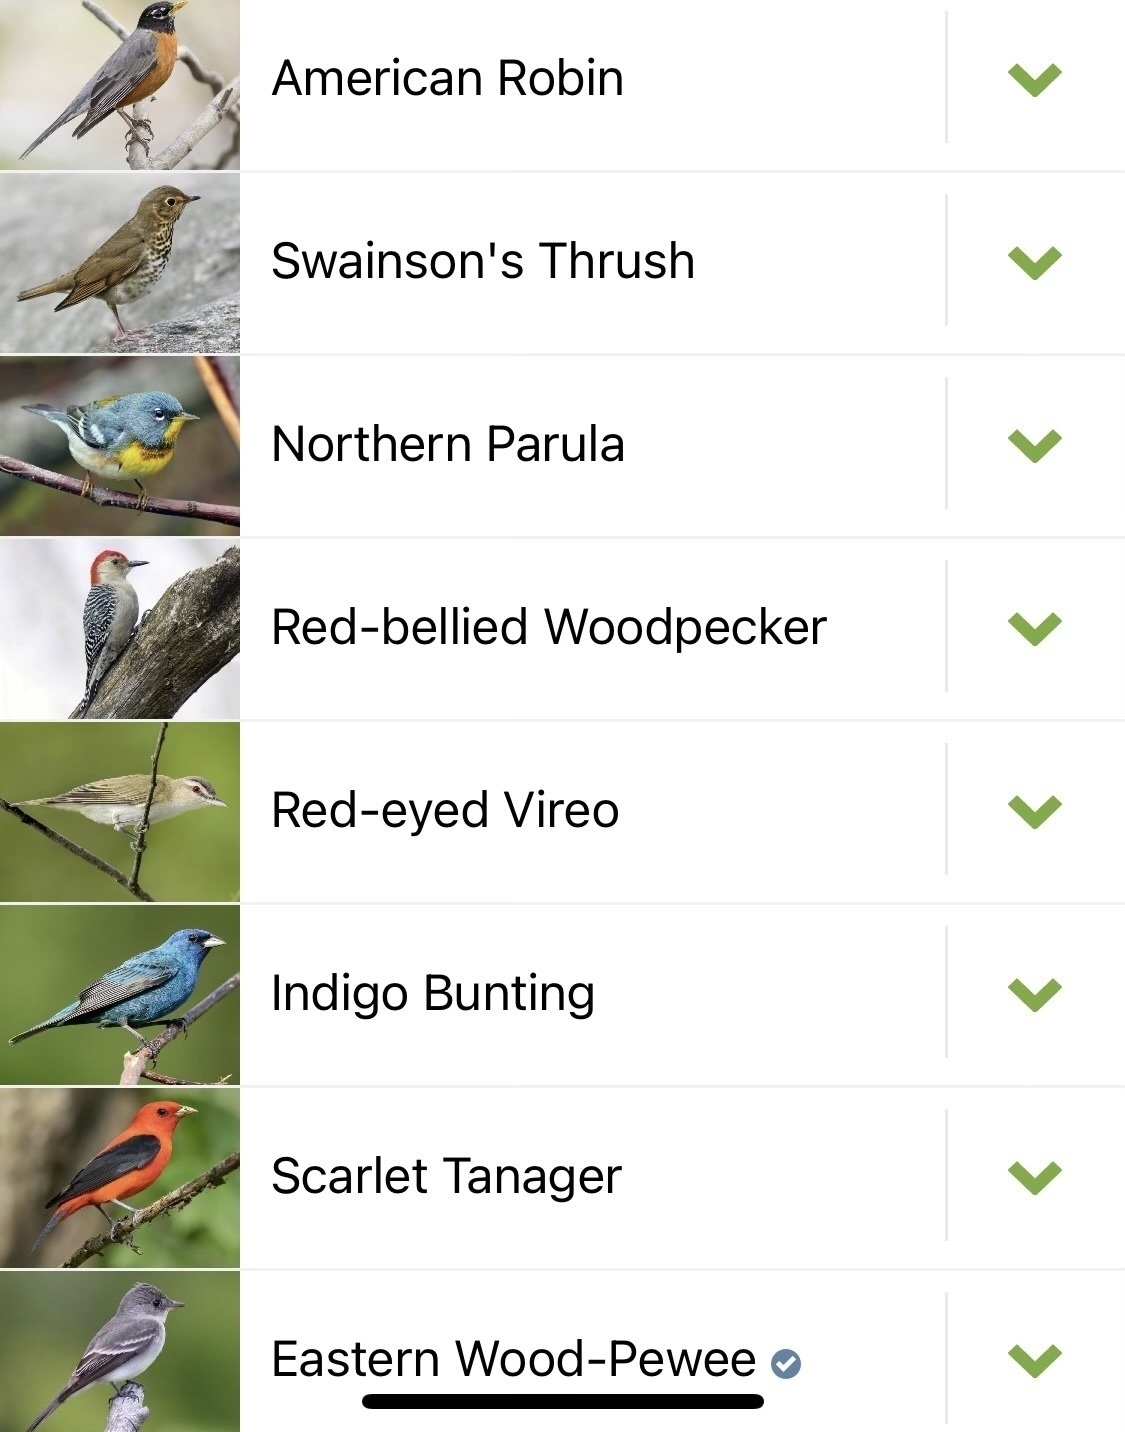 American Robin
Swainson's Thrush
Northern Parula
Red-bellied Woodpecker
Red-eyed Vireo
Indigo Bunting
Scarlet Tanager
Eastern Wood-Pewee